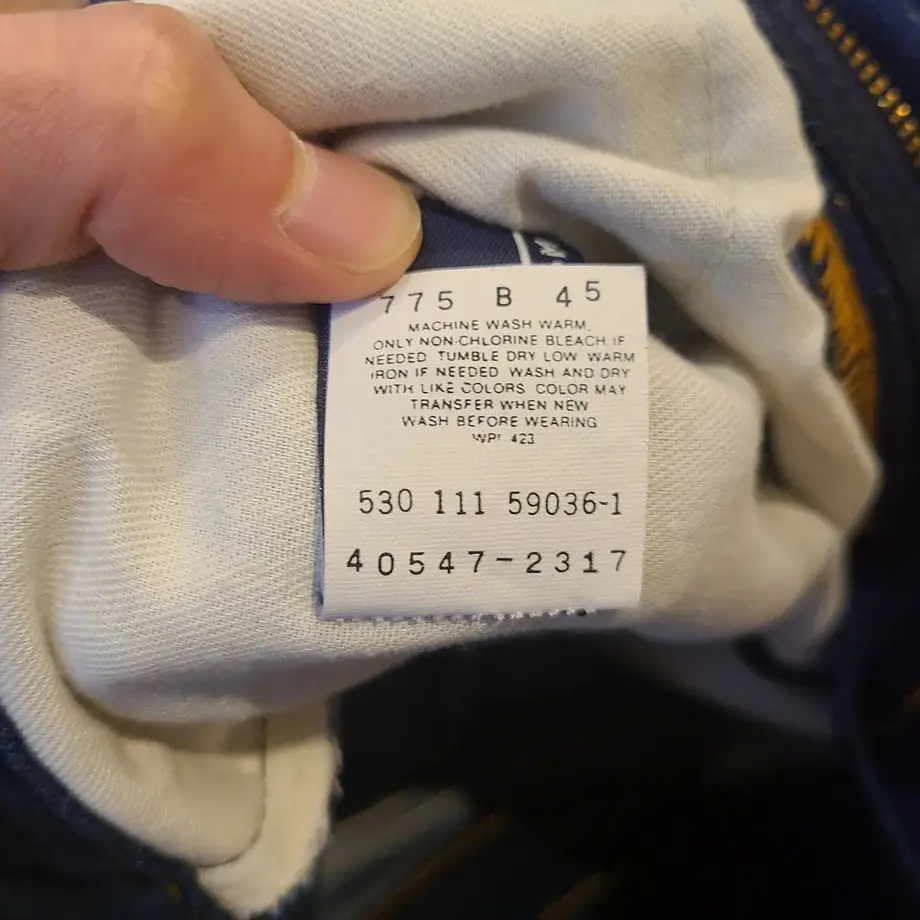 775 B 45
MACHINE WASH WARM.
ONLY NON-CHLORINE BLEACH IF
NEEDED TUMBLE DRY LOW WARM
IRON IF NEEDED WASH AND DRY
WITH LIKE COLORS COLOR MAY
TRANSFER WHEN NEW
WASH BEFORE WEARING
WPL 423
530 111 59036-1
40547-2317